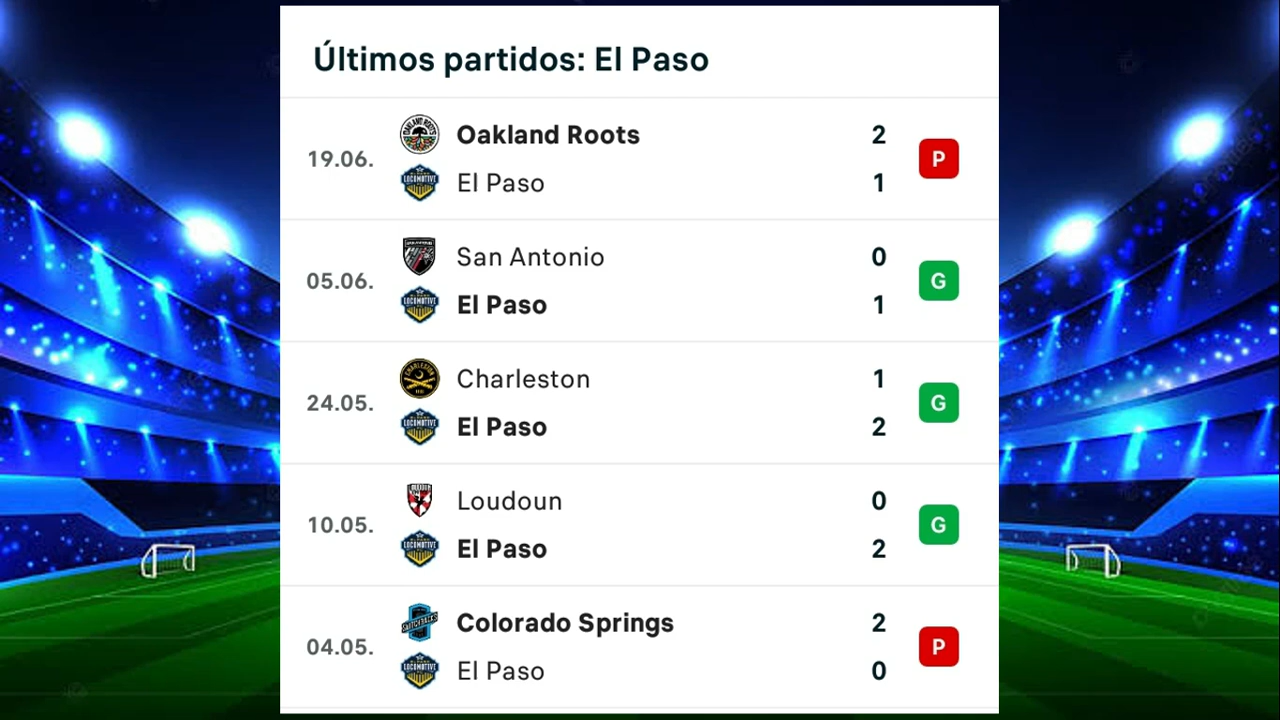 Últimos partidos: El Paso
19.06.
Oakland Roots 2
El Paso 1
P
05.06.
San Antonio 0
El Paso 1
G
24.05.
Charleston 1
El Paso 2
G
10.05.
Loudoun 0
El Paso 2
G
04.05.
Colorado Springs 2
El Paso 0
P